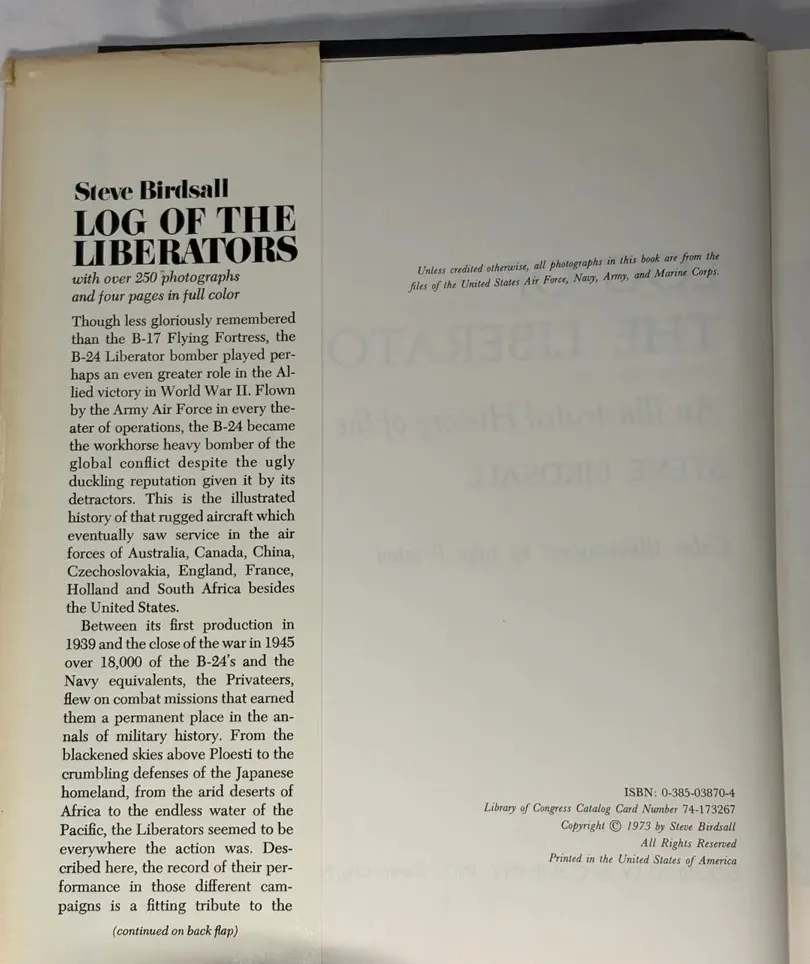 Steve Birdsall
LOG OF THE
LIBERATORS
with over 250 photographs
and four pages in full color
Though less gloriously remembered
than the B-17 Flying Fortress, the
B-24 Liberator bomber played per-
haps an even greater role in the Al-
lied victory in World War II. Flown
by the Army Air Force in every the-
ater of operations, the B-24 became
the workhorse heavy bomber of the
global conflict despite the ugly
duckling reputation given it by its
detractors. This is the illustrated
history of that rugged aircraft which
eventually saw service in the air
forces of Australia, Canada, China,
Czechoslovakia, England, France,
Holland and South Africa besides
the United States.
Between its first production in
1939 and the close of the war in 1945
over 18,000 of the B-24's and the
Navy equivalents, the Privateers,
flew on combat missions that earned
them a permanent place in the an-
nals of military history. From the
blackened skies above Ploesti to the
crumbling defenses of the Japanese
homeland, from the arid deserts of
Africa to the endless water of the
Pacific, the Liberators seemed to be
everywhere the action was. Des-
cribed here, the record of their per-
formance in those different cam-
paigns is a fitting tribute to the
(continued on back flap)
Unless credited otherwise, all photographs in this book are from the
files of the United States Air Force, Navy, Army, and Marine Corps.
THE LIBERATO
An Illustrated History of the
STEVE BIRDSALL
ISBN: 0-385-03870-4
Library of Congress Catalog Card Number 74-173267
Copyright © 1973 by Steve Birdsall
All Rights Reserved
Printed in the United States of America